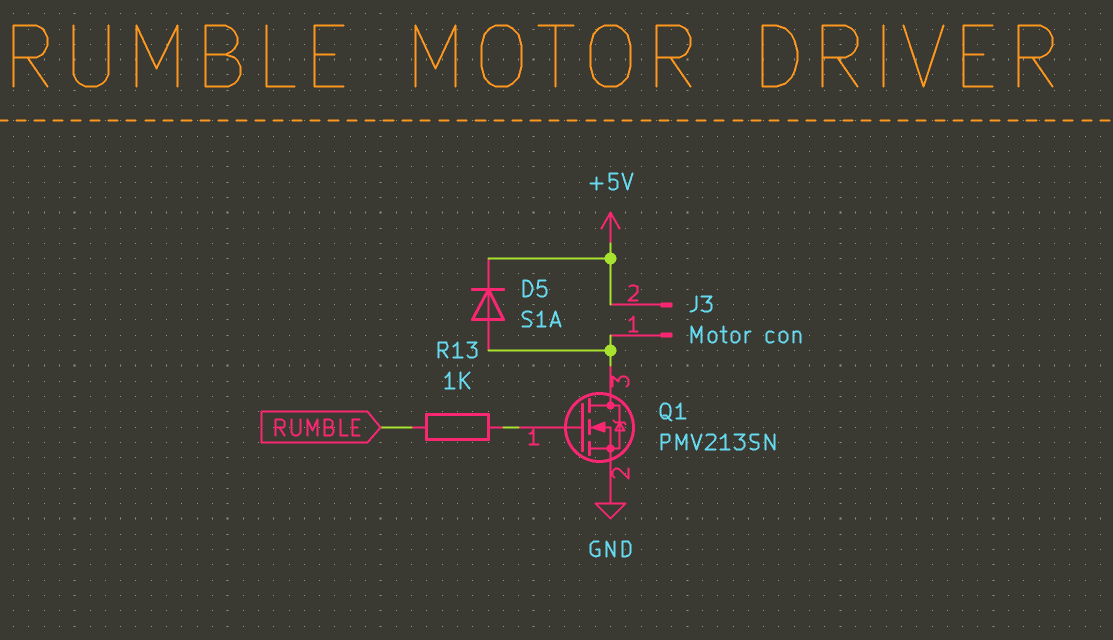 RUMBLE MOTOR DRIVER
+5V
D5
S1A
2
J3
1
Motor con
R13
1K
3
RUMBLE
1
Q1
PMV213SN
2
GND